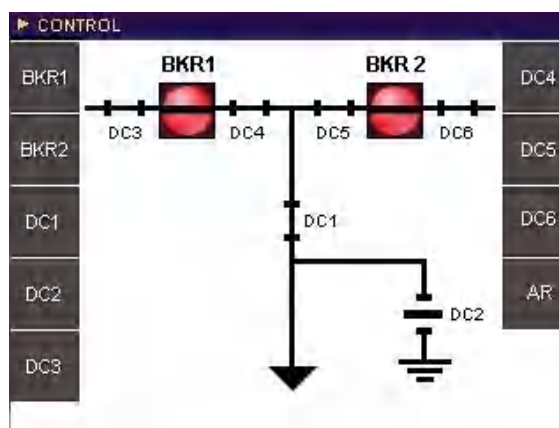 CONTROL
BKR1
BKR2
DC1
DC2
DC3
BKR1
BKR 2
DC3
DC4
DC5
DC6
DC1
DC2
DC4
DC5
DC6
AR